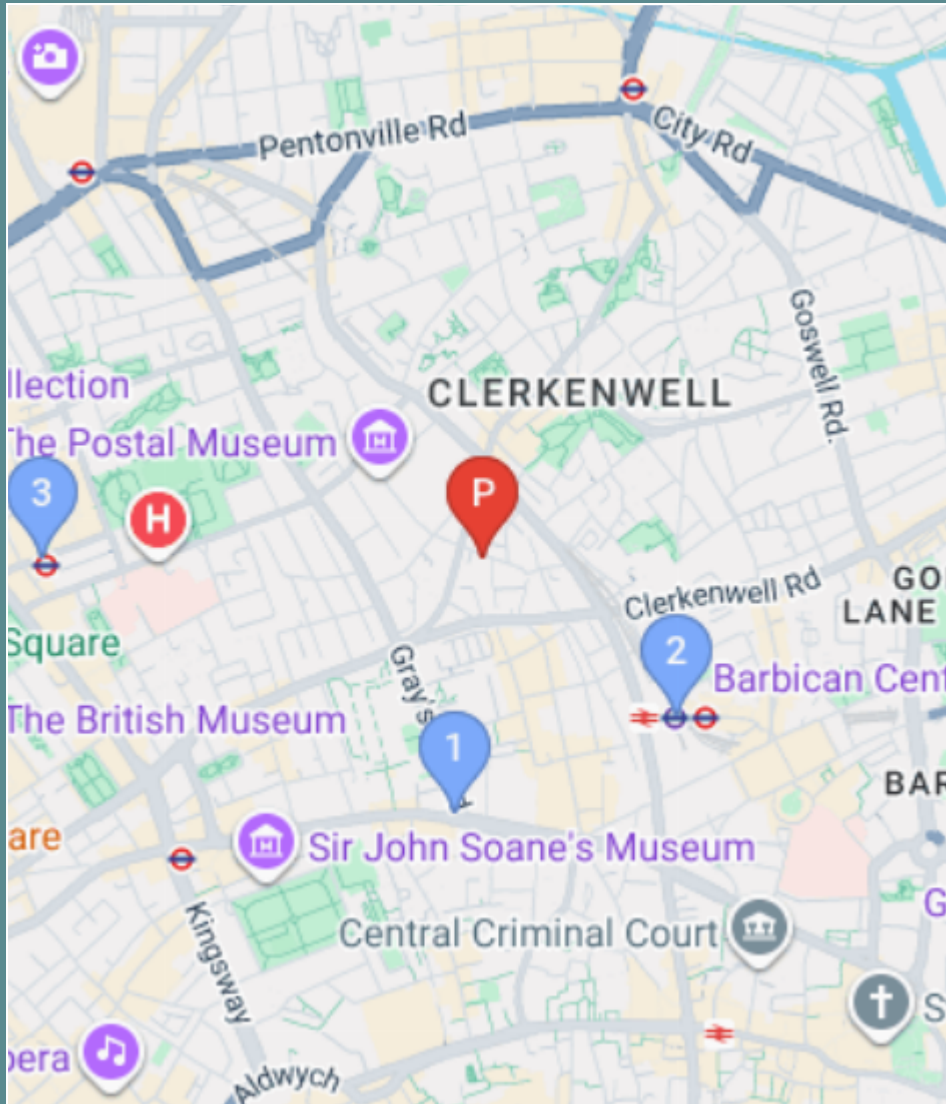 Pentonville Rd
City Rd
Goswell Rd.
llection
CLERKENWELL
The Postal Museum
3
H
P
Clerkenwell Rd
GO
LANE
Square
Gray's
2
Barbican Cent
The British Museum
1
BAR
are
Sir John Soane's Museum
G
Kingsway
Central Criminal Court
S
pera
Aldwych